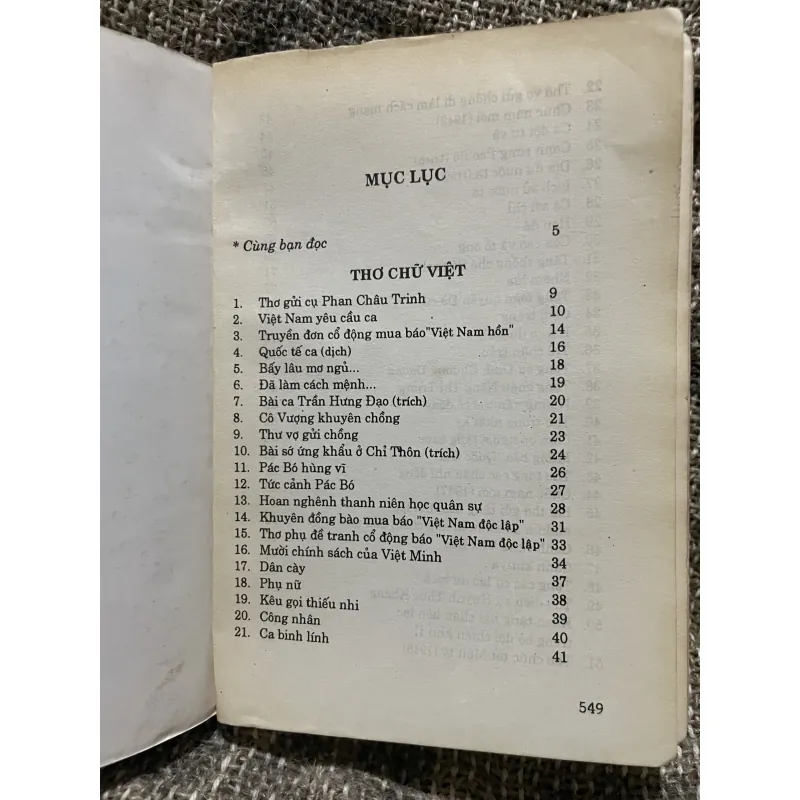 MỤC LỤC
* Cùng bạn đọc 5
THƠ CHỮ VIỆT
1. Thơ gửi cụ Phan Châu Trinh 9
2. Việt Nam yêu cầu ca 10
3. Truyền đơn cổ động mua báo"Việt Nam hồn" 14
4. Quốc tế ca (dịch) 16
5. Bấy lâu mơ ngủ... 18
6. Đã làm cách mệnh... 19
7. Bài ca Trần Hưng Đạo (trích) 20
8. Cô Vượng khuyên chồng 21
9. Thư vợ gửi chồng 23
10. Bài sớ ứng khẩu ở Chỉ Thôn (trích) 24
11. Pác Bó hùng vĩ 26
12. Tức cảnh Pác Bó 27
13. Hoan nghênh thanh niên học quân sự 28
14. Khuyên đồng bào mua báo "Việt Nam độc lập" 31
15. Thơ phụ đề tranh cổ động báo "Việt Nam độc lập" 33
16. Mười chính sách của Việt Minh 34
17. Dân cày 37
18. Phụ nữ 38
19. Kêu gọi thiếu nhi 39
20. Công nhân 40
21. Ca binh lính 41
549